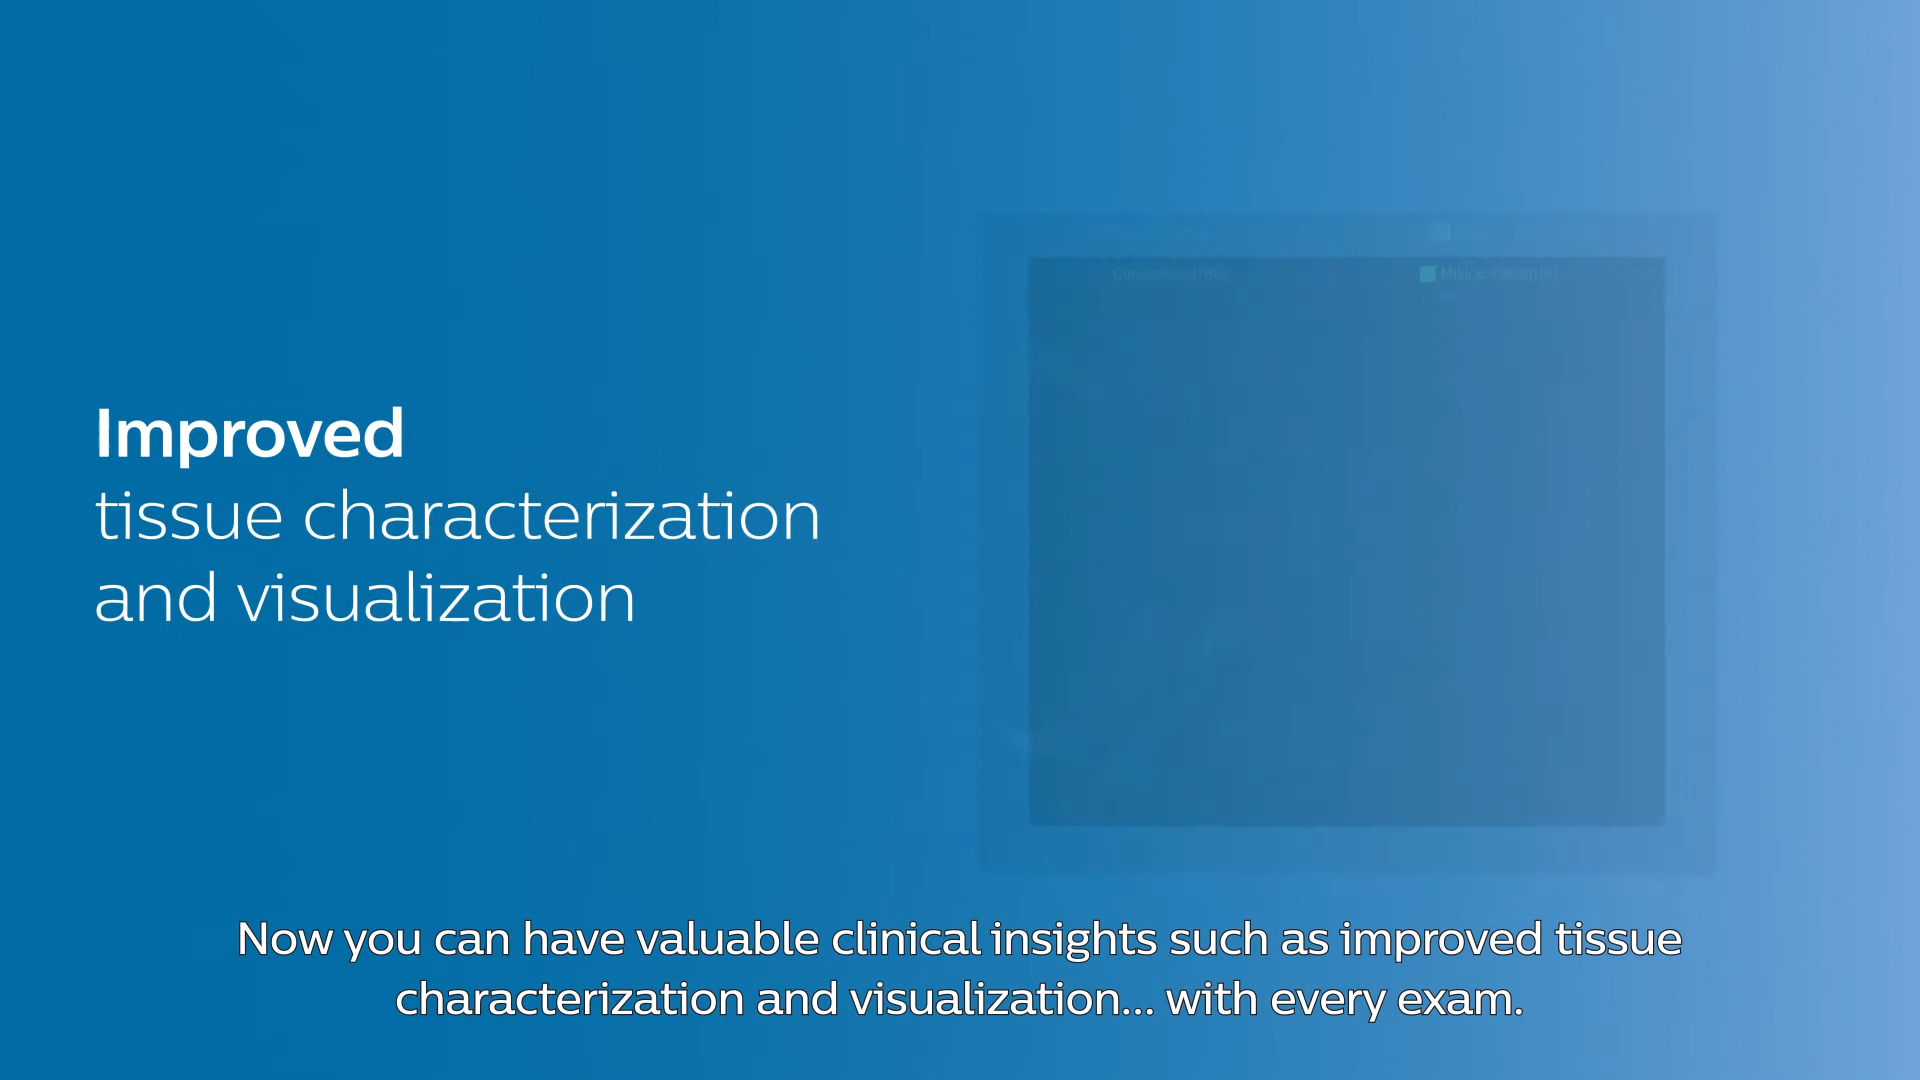 Improved
tissue characterization
and visualization
Now you can have valuable clinical insights such as improved tissue
characterization and visualization... with every exam.